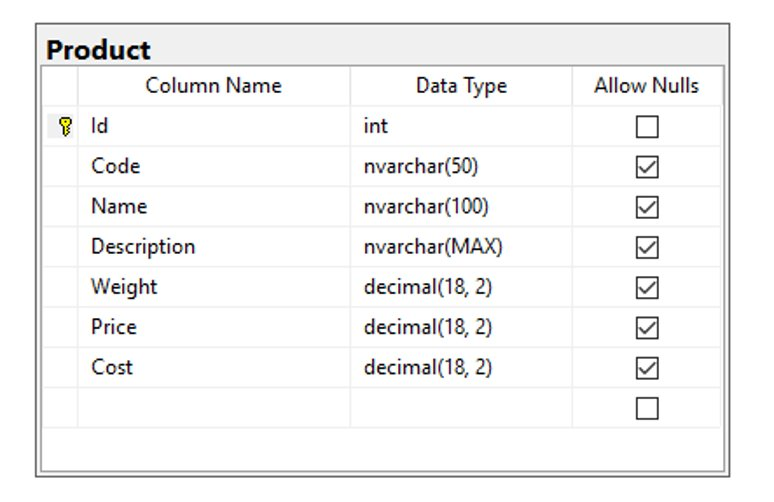 Product
Column Name Data Type Allow Nulls
Id int
Code nvarchar(50)
Name nvarchar(100)
Description nvarchar(MAX)
Weight decimal(18, 2)
Price decimal(18, 2)
Cost decimal(18, 2)